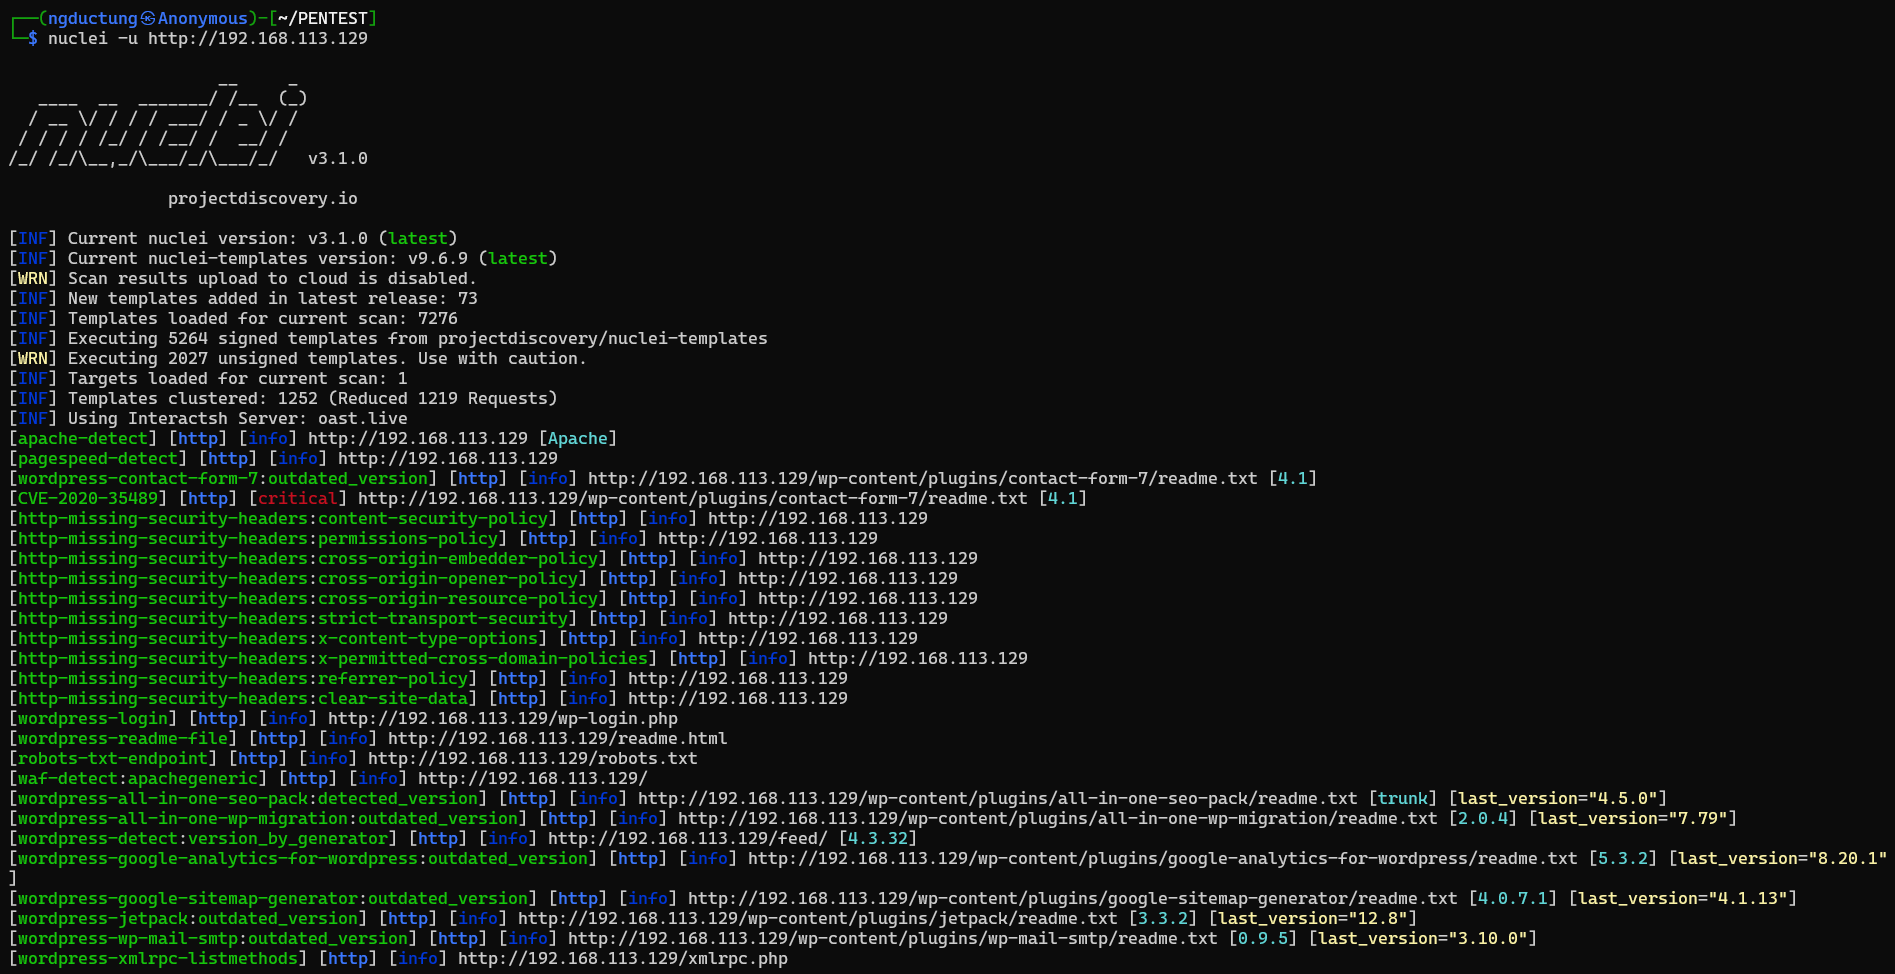 ┌──(ngductung㉿Anonymous)-[~/PENTEST]
└─$ nuclei -u http://192.168.113.129
                     __     _
   ____  __  _______/ /__  (_)
  / __ \/ / / / ___/ / _ \/ /
 / / / / /_/ / /__/ /  __/ /
/_/ /_/\__,_/\___/_/\___/_/   v3.1.0
projectdiscovery.io
[INF] Current nuclei version: v3.1.0 (latest)
[INF] Current nuclei-templates version: v9.6.9 (latest)
[WRN] Scan results upload to cloud is disabled.
[INF] New templates added in latest release: 73
[INF] Templates loaded for current scan: 7276
[INF] Executing 5264 signed templates from projectdiscovery/nuclei-templates
[WRN] Executing 2027 unsigned templates. Use with caution.
[INF] Targets loaded for current scan: 1
[INF] Templates clustered: 1252 (Reduced 1219 Requests)
[INF] Using Interactsh Server: oast.live
[apache-detect] [http] [info] http://192.168.113.129 [Apache]
[pagespeed-detect] [http] [info] http://192.168.113.129
[wordpress-contact-form-7:outdated_version] [http] [info] http://192.168.113.129/wp-content/plugins/contact-form-7/readme.txt [4.1]
[CVE-2020-35489] [http] [critical] http://192.168.113.129/wp-content/plugins/contact-form-7/readme.txt [4.1]
[http-missing-security-headers:content-security-policy] [http] [info] http://192.168.113.129
[http-missing-security-headers:permissions-policy] [http] [info] http://192.168.113.129
[http-missing-security-headers:cross-origin-embedder-policy] [http] [info] http://192.168.113.129
[http-missing-security-headers:cross-origin-opener-policy] [http] [info] http://192.168.113.129
[http-missing-security-headers:cross-origin-resource-policy] [http] [info] http://192.168.113.129
[http-missing-security-headers:strict-transport-security] [http] [info] http://192.168.113.129
[http-missing-security-headers:x-content-type-options] [http] [info] http://192.168.113.129
[http-missing-security-headers:x-permitted-cross-domain-policies] [http] [info] http://192.168.113.129
[http-missing-security-headers:referrer-policy] [http] [info] http://192.168.113.129
[http-missing-security-headers:clear-site-data] [http] [info] http://192.168.113.129
[wordpress-login] [http] [info] http://192.168.113.129/wp-login.php
[wordpress-readme-file] [http] [info] http://192.168.113.129/readme.html
[robots-txt-endpoint] [http] [info] http://192.168.113.129/robots.txt
[waf-detect:apachegeneric] [http] [info] http://192.168.113.129/
[wordpress-all-in-one-seo-pack:detected_version] [http] [info] http://192.168.113.129/wp-content/plugins/all-in-one-seo-pack/readme.txt [trunk] [last_version="4.5.0"]
[wordpress-all-in-one-wp-migration:outdated_version] [http] [info] http://192.168.113.129/wp-content/plugins/all-in-one-wp-migration/readme.txt [2.0.4] [last_version="7.79"]
[wordpress-detect:version_by_generator] [http] [info] http://192.168.113.129/feed/ [4.3.32]
[wordpress-google-analytics-for-wordpress:outdated_version] [http] [info] http://192.168.113.129/wp-content/plugins/google-analytics-for-wordpress/readme.txt [5.3.2] [last_version="8.20.1"
]
[wordpress-google-sitemap-generator:outdated_version] [http] [info] http://192.168.113.129/wp-content/plugins/google-sitemap-generator/readme.txt [4.0.7.1] [last_version="4.1.13"]
[wordpress-jetpack:outdated_version] [http] [info] http://192.168.113.129/wp-content/plugins/jetpack/readme.txt [3.3.2] [last_version="12.8"]
[wordpress-wp-mail-smtp:outdated_version] [http] [info] http://192.168.113.129/wp-content/plugins/wp-mail-smtp/readme.txt [0.9.5] [last_version="3.10.0"]
[wordpress-xmlrpc-listmethods] [http] [info] http://192.168.113.129/xmlrpc.php